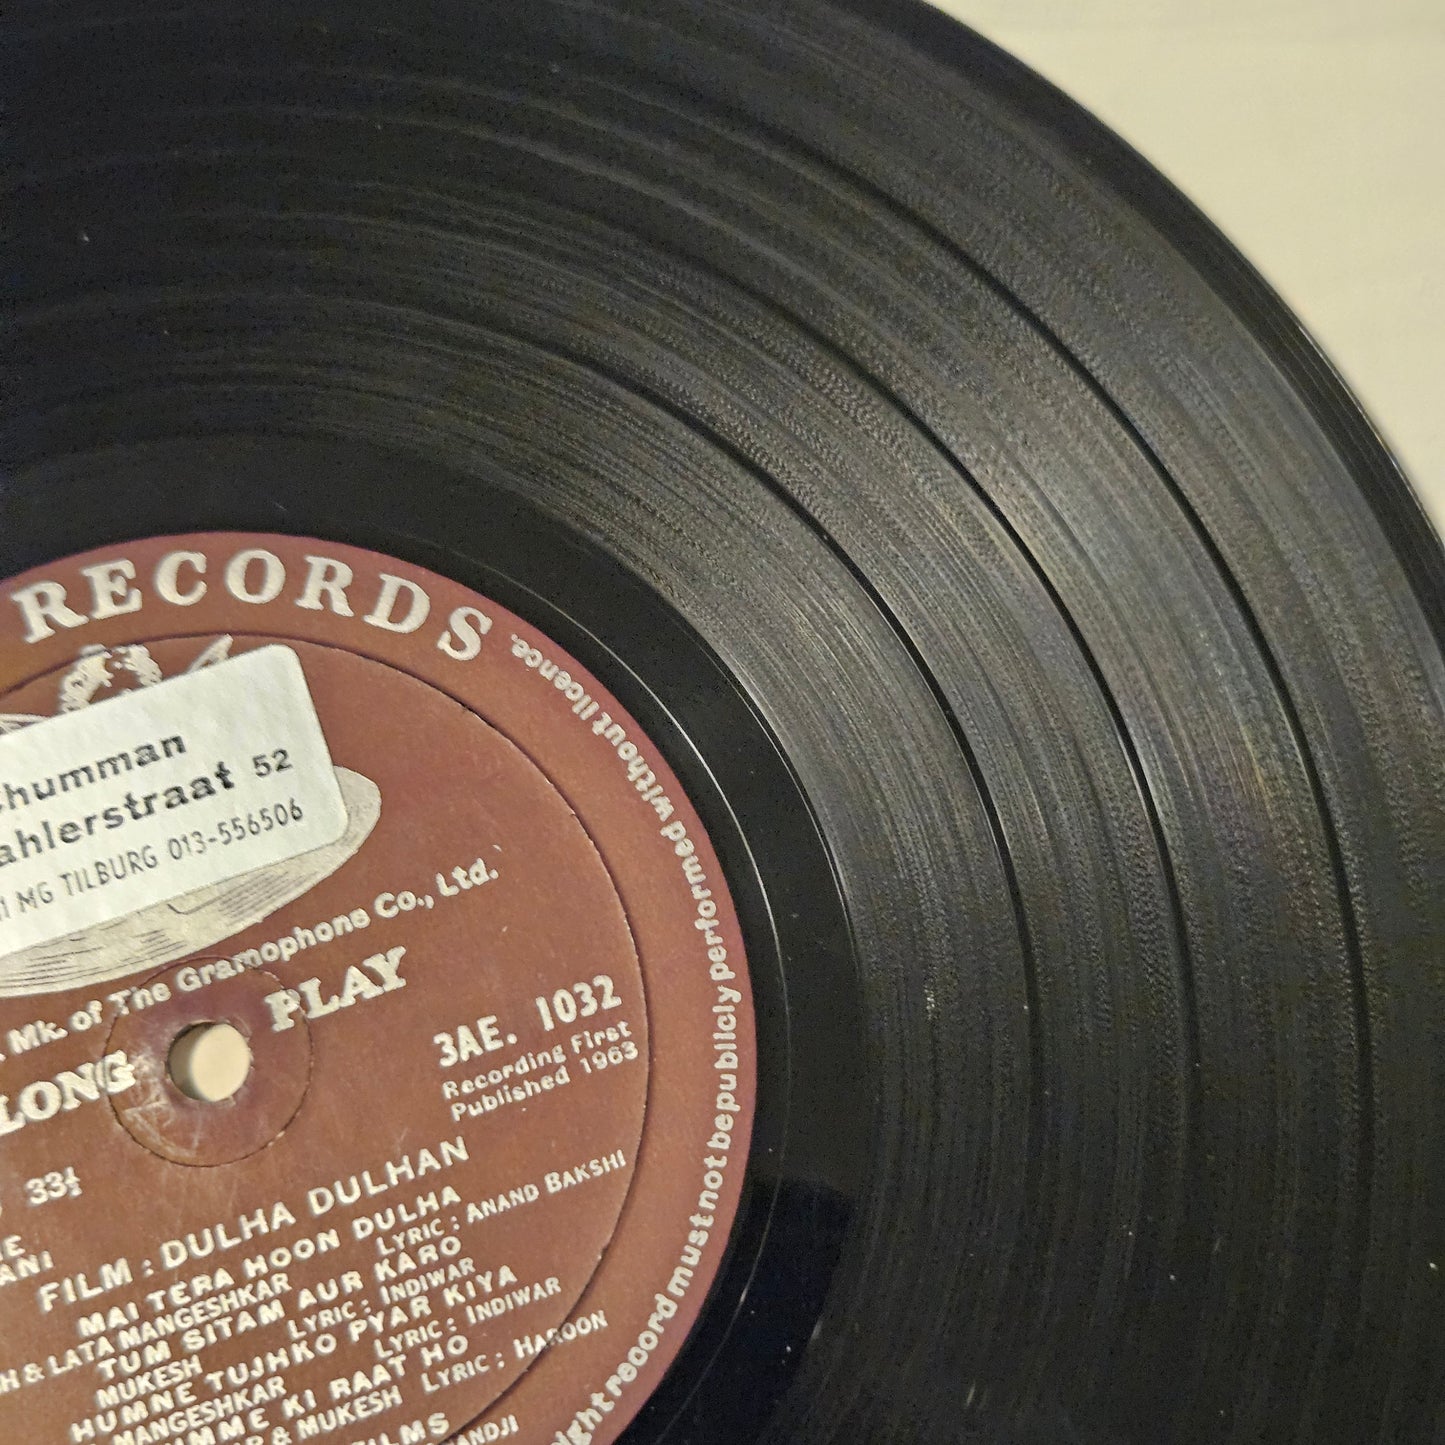 RECORDS
humman
ahlerstraat 52
MG TILBURG 013-556506
Mk. of The Gramophone Co., Ltd.
LONG PLAY
3AE. 1032
Recording First
Published 1963
33⅓
FILM : DULHA DULHAN
MAI TERA HOON DULHA
LYRIC : ANAND BAKSHI
H & LATA MANGESHKAR
TUM SITAM AUR KARO
MUKESH LYRIC : INDIWAR
HUMNE TUJHKO PYAR KIYA
MANGESHKAR LYRIC : INDIWAR
MME KI RAAT HO
R & MUKESH LYRIC : HAROON
FILMS
ANDJI
ight record must not be publicly performed without licence.